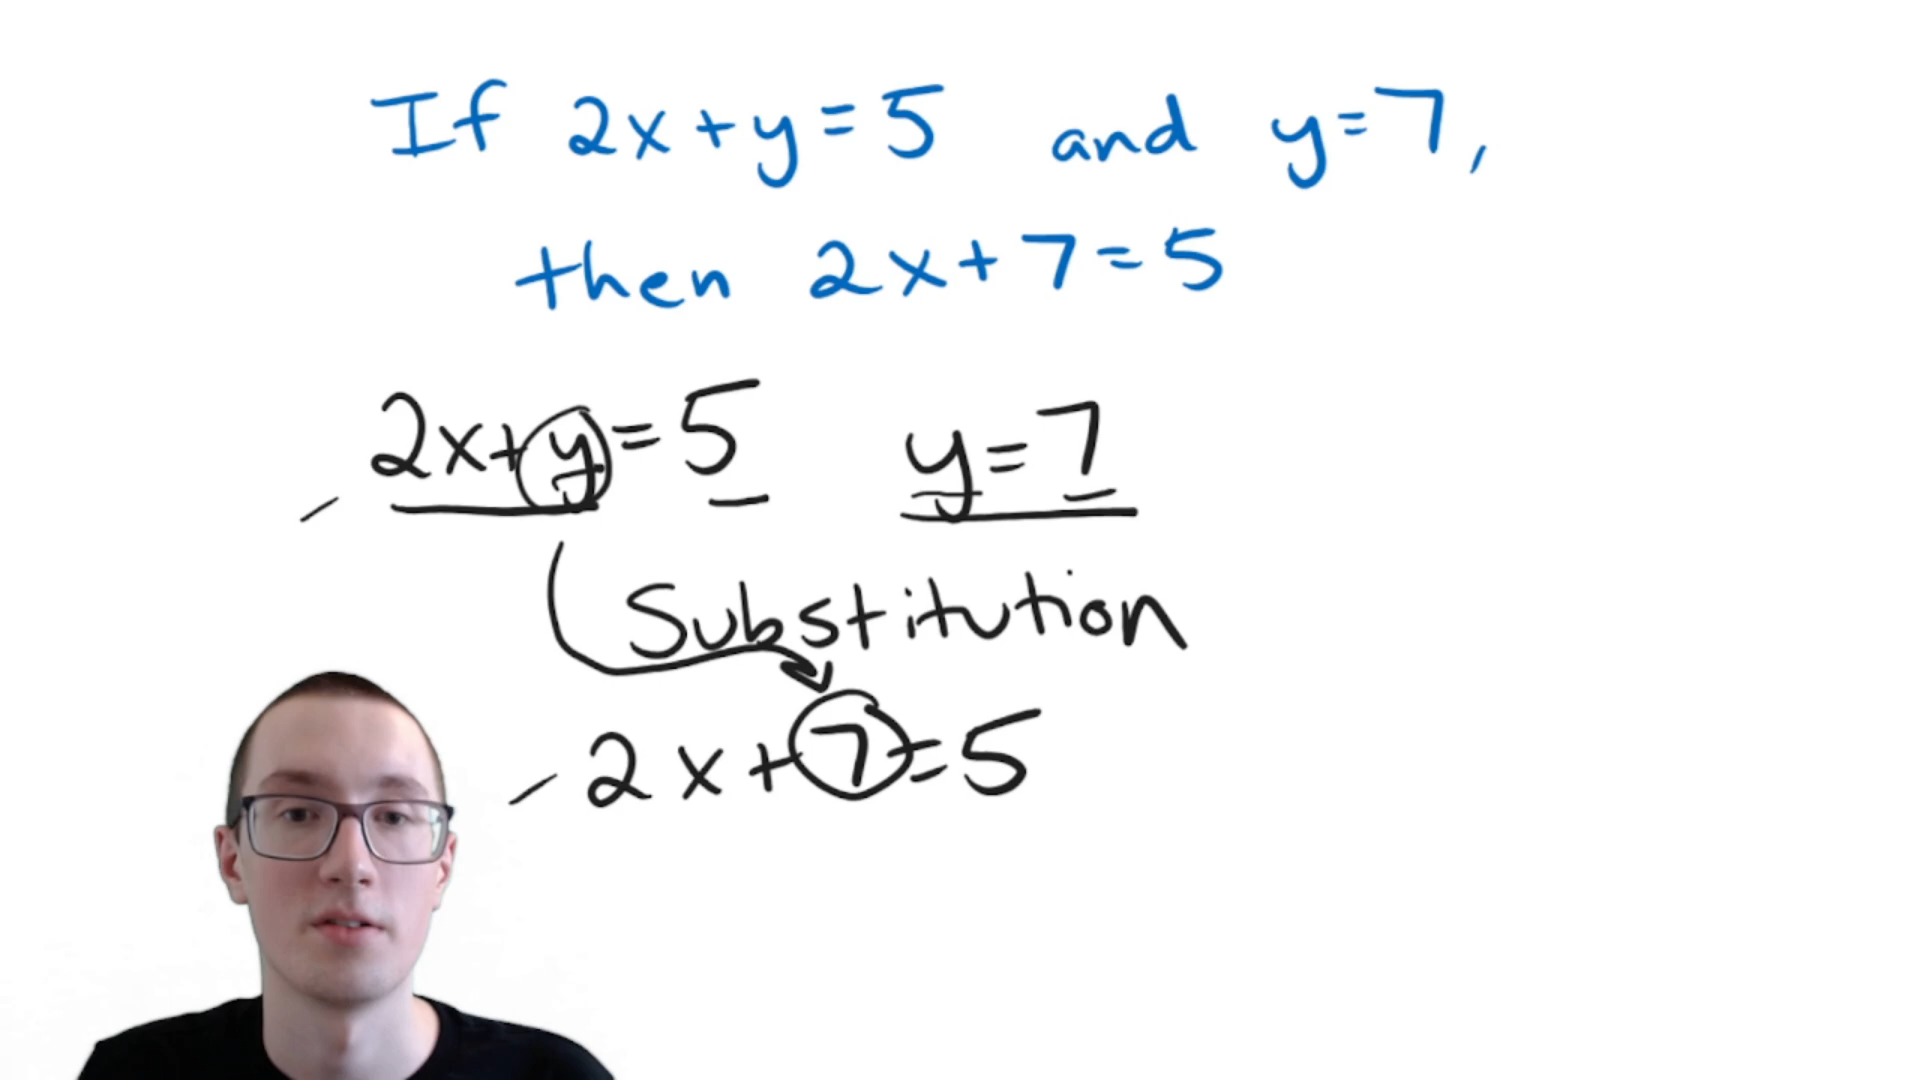 If 2x+y=5 and y=7,
then 2x+7=5
2x+y=5 y=7
Substitution
2x+7=5